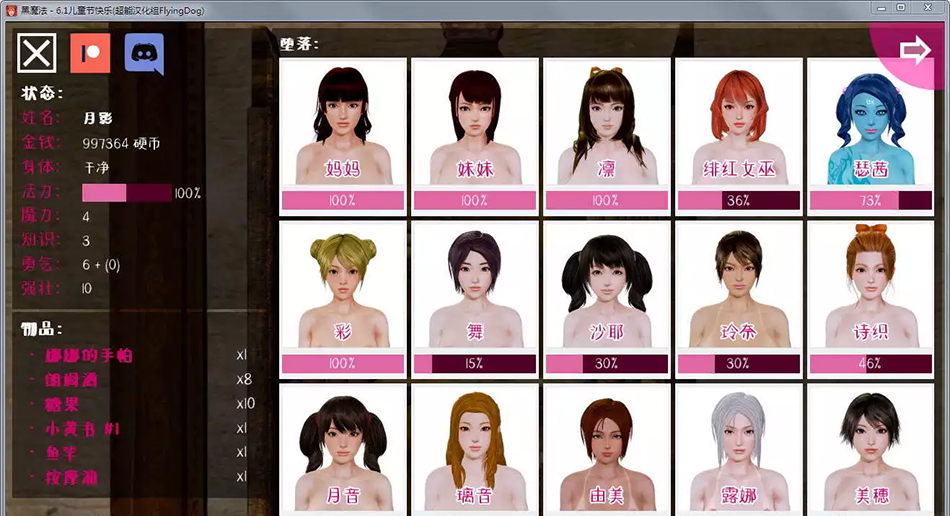 黑魔法 - 6.1儿童节快乐(超能汉化组FlyingDog)
状态:
姓名: 月影
金钱: 997364 硬币
身体: 干净
法力: 100%
魔力: 4
知识: 3
勇气: 6 + (0)
强壮: 10
物品:
· 娜娜的手帕 x1
· 朗姆酒 x8
· 糖果 x10
· 小黄书 #1 x1
· 鱼竿 x1
· 按摩油 x1
堕落:
妈妈 妹妹 凛 绯红女巫 瑟茜
100% 100% 100% 36% 73%
彩 舞 沙耶 玲奈 诗织
100% 15% 30% 30% 46%
月音 璃音 由美 露娜 美穗